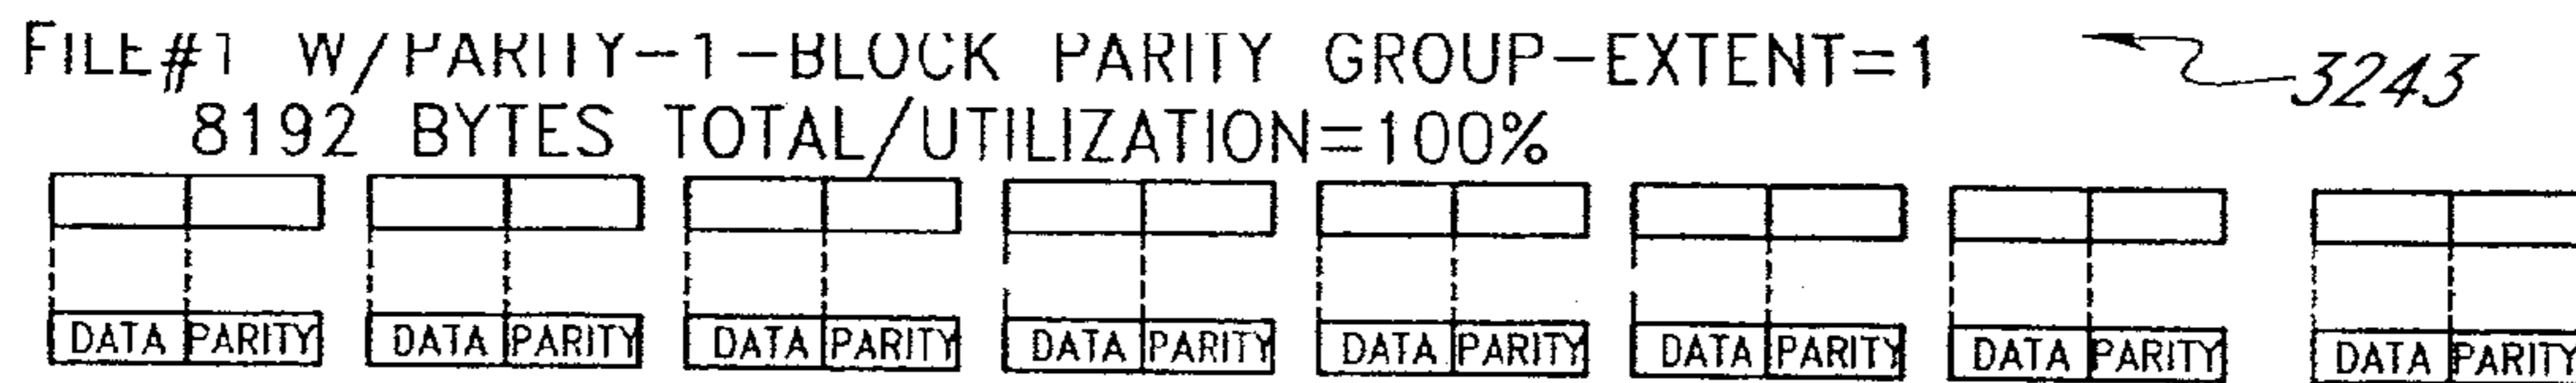 FILE#1 W/PARITY-1-BLOCK PARITY GROUP-EXTENT=1 3243
8192 BYTES TOTAL/UTILIZATION=100%
DATA PARITY DATA PARITY DATA PARITY DATA PARITY DATA PARITY DATA PARITY DATA PARITY DATA PARITY